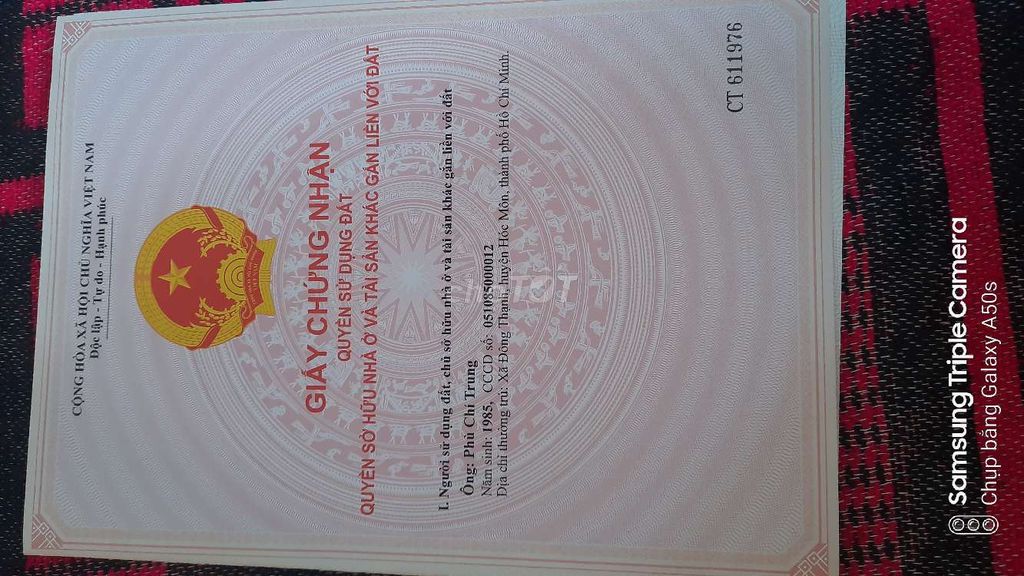 CỘNG HÒA XÃ HỘI CHỦ NGHĨA VIỆT NAM
Độc lập - Tự do - Hạnh phúc
GIẤY CHỨNG NHẬN
QUYỀN SỬ DỤNG ĐẤT
QUYỀN SỞ HỮU NHÀ Ở VÀ TÀI SẢN KHÁC GẮN LIỀN VỚI ĐẤT
I. Người sử dụng đất, chủ sở hữu nhà ở và tài sản khác gắn liền với đất
Ông: Phù Chí Trung
Năm sinh: 1985, CCCD số: 051085000012
Địa chỉ thường trú: Xã Đông Thạnh, huyện Hóc Môn, thành phố Hồ Chí Minh.
CT 611976
Samsung Triple Camera
Chụp bằng Galaxy A50s